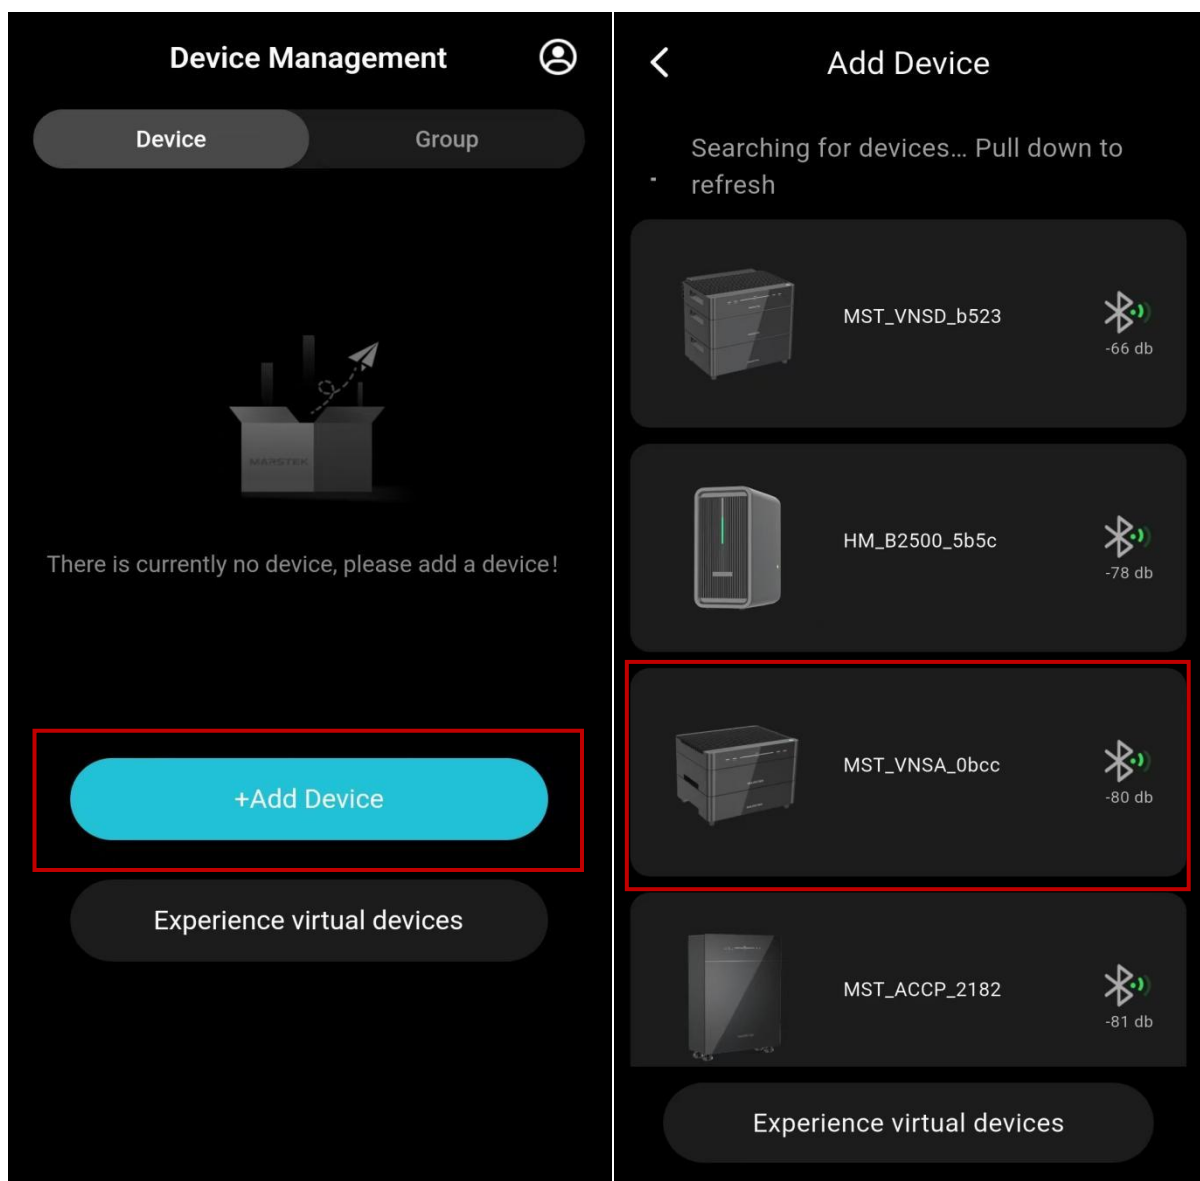 Device Management
Device
Group
MARSTEK
There is currently no device, please add a device!
+Add Device
Experience virtual devices
Add Device
Searching for devices... Pull down to
refresh
MST_VNSD_b523
-66 db
HM_B2500_5b5c
-78 db
MST_VNSA_0bcc
-80 db
MST_ACCP_2182
-81 db
Experience virtual devices